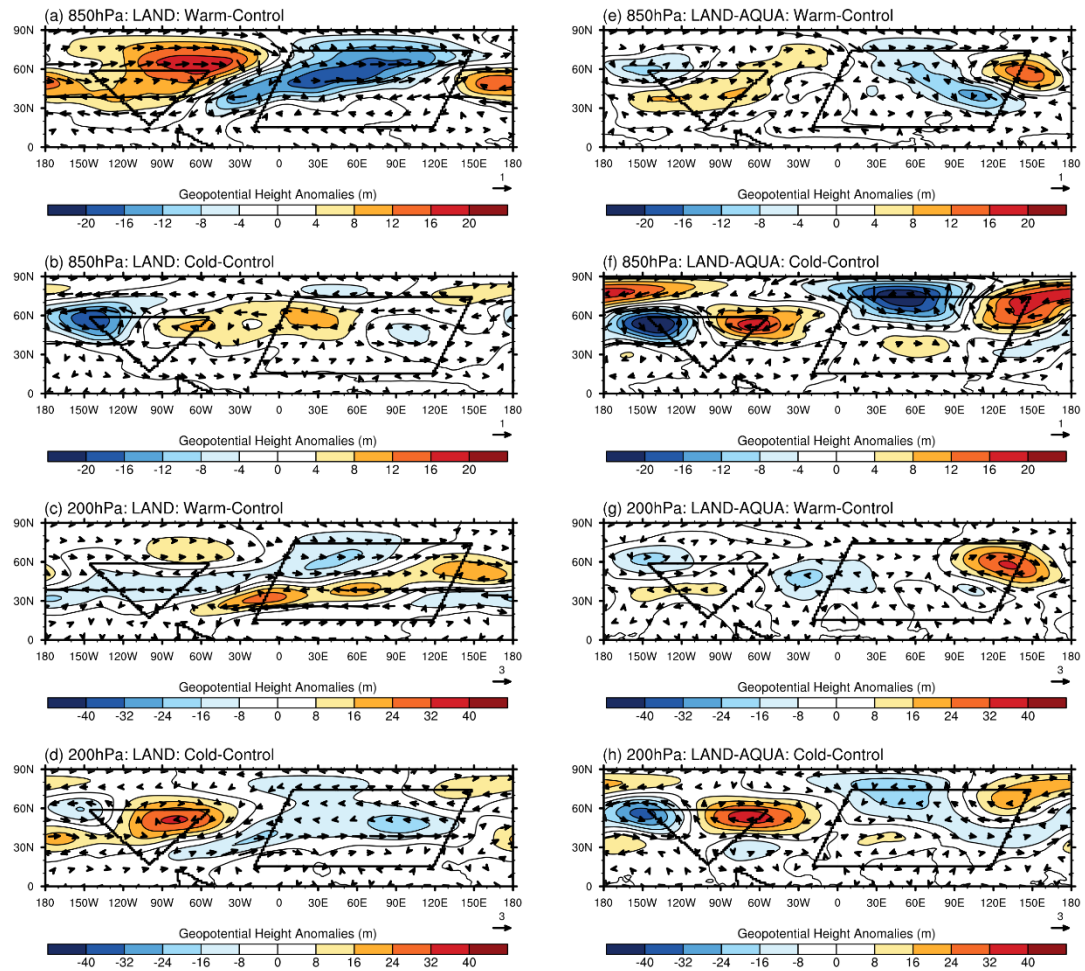 (a) 850hPa: LAND: Warm-Control
90N
60N
30N
0
180 150W 120W 90W 60W 30W 0 30E 60E 90E 120E 150E 180
1
Geopotential Height Anomalies (m)
-20 -16 -12 -8 -4 0 4 8 12 16 20
(b) 850hPa: LAND: Cold-Control
90N
60N
30N
0
180 150W 120W 90W 60W 30W 0 30E 60E 90E 120E 150E 180
1
Geopotential Height Anomalies (m)
-20 -16 -12 -8 -4 0 4 8 12 16 20
(c) 200hPa: LAND: Warm-Control
90N
60N
30N
0
180 150W 120W 90W 60W 30W 0 30E 60E 90E 120E 150E 180
3
Geopotential Height Anomalies (m)
-40 -32 -24 -16 -8 0 8 16 24 32 40
(d) 200hPa: LAND: Cold-Control
90N
60N
30N
0
180 150W 120W 90W 60W 30W 0 30E 60E 90E 120E 150E 180
3
Geopotential Height Anomalies (m)
-40 -32 -24 -16 -8 0 8 16 24 32 40
(e) 850hPa: LAND-AQUA: Warm-Control
90N
60N
30N
0
180 150W 120W 90W 60W 30W 0 30E 60E 90E 120E 150E 180
1
Geopotential Height Anomalies (m)
-20 -16 -12 -8 -4 0 4 8 12 16 20
(f) 850hPa: LAND-AQUA: Cold-Control
90N
60N
30N
0
180 150W 120W 90W 60W 30W 0 30E 60E 90E 120E 150E 180
1
Geopotential Height Anomalies (m)
-20 -16 -12 -8 -4 0 4 8 12 16 20
(g) 200hPa: LAND-AQUA: Warm-Control
90N
60N
30N
0
180 150W 120W 90W 60W 30W 0 30E 60E 90E 120E 150E 180
3
Geopotential Height Anomalies (m)
-40 -32 -24 -16 -8 0 8 16 24 32 40
(h) 200hPa: LAND-AQUA: Cold-Control
90N
60N
30N
0
180 150W 120W 90W 60W 30W 0 30E 60E 90E 120E 150E 180
3
Geopotential Height Anomalies (m)
-40 -32 -24 -16 -8 0 8 16 24 32 40